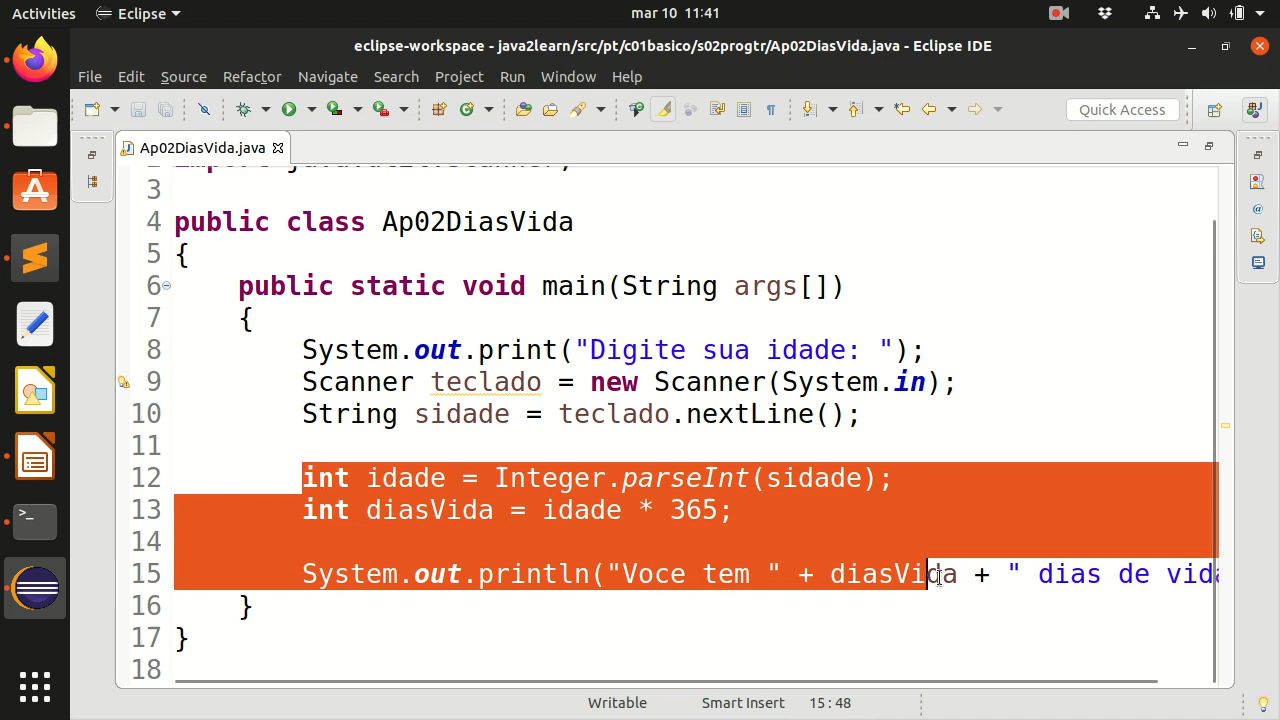 Activities Eclipse mar 10 11:41
eclipse-workspace - java2learn/src/pt/c01basico/s02progtr/Ap02DiasVida.java - Eclipse IDE
File Edit Source Refactor Navigate Search Run Window Help
Quick Access
Ap02DiasVida.java
3
4 public class Ap02DiasVida
5 {
6 public static void main(String args[])
7 {
8 System.out.print("Digite sua idade: ");
9 Scanner teclado = new Scanner(System.in);
10 String sidade = teclado.nextLine();
11
12 int idade = Integer.parseInt(sidade);
13 int diasVida = idade * 365;
14
15 System.out.println("Voce tem " + diasVida + " dias de vida
16 }
17 }
18
Writable Smart Insert 15 : 48